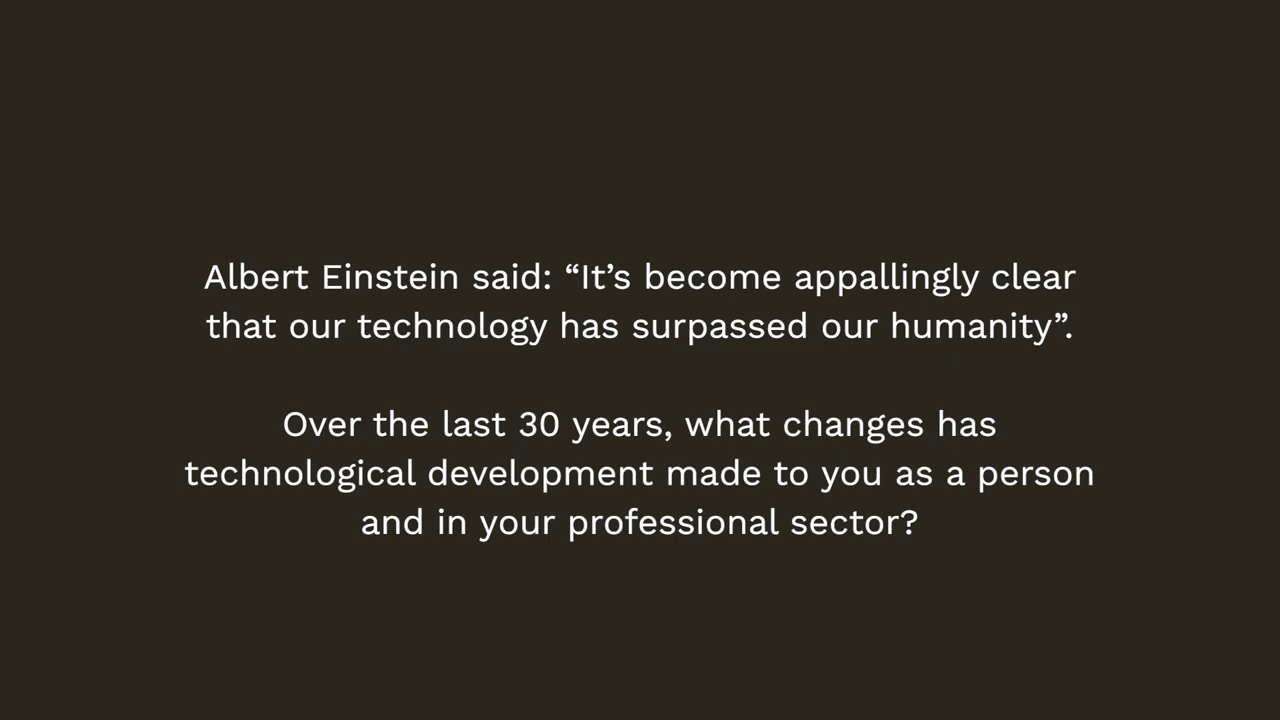 Albert Einstein said: “It’s become appallingly clear
that our technology has surpassed our humanity”.
Over the last 30 years, what changes has
technological development made to you as a person
and in your professional sector?